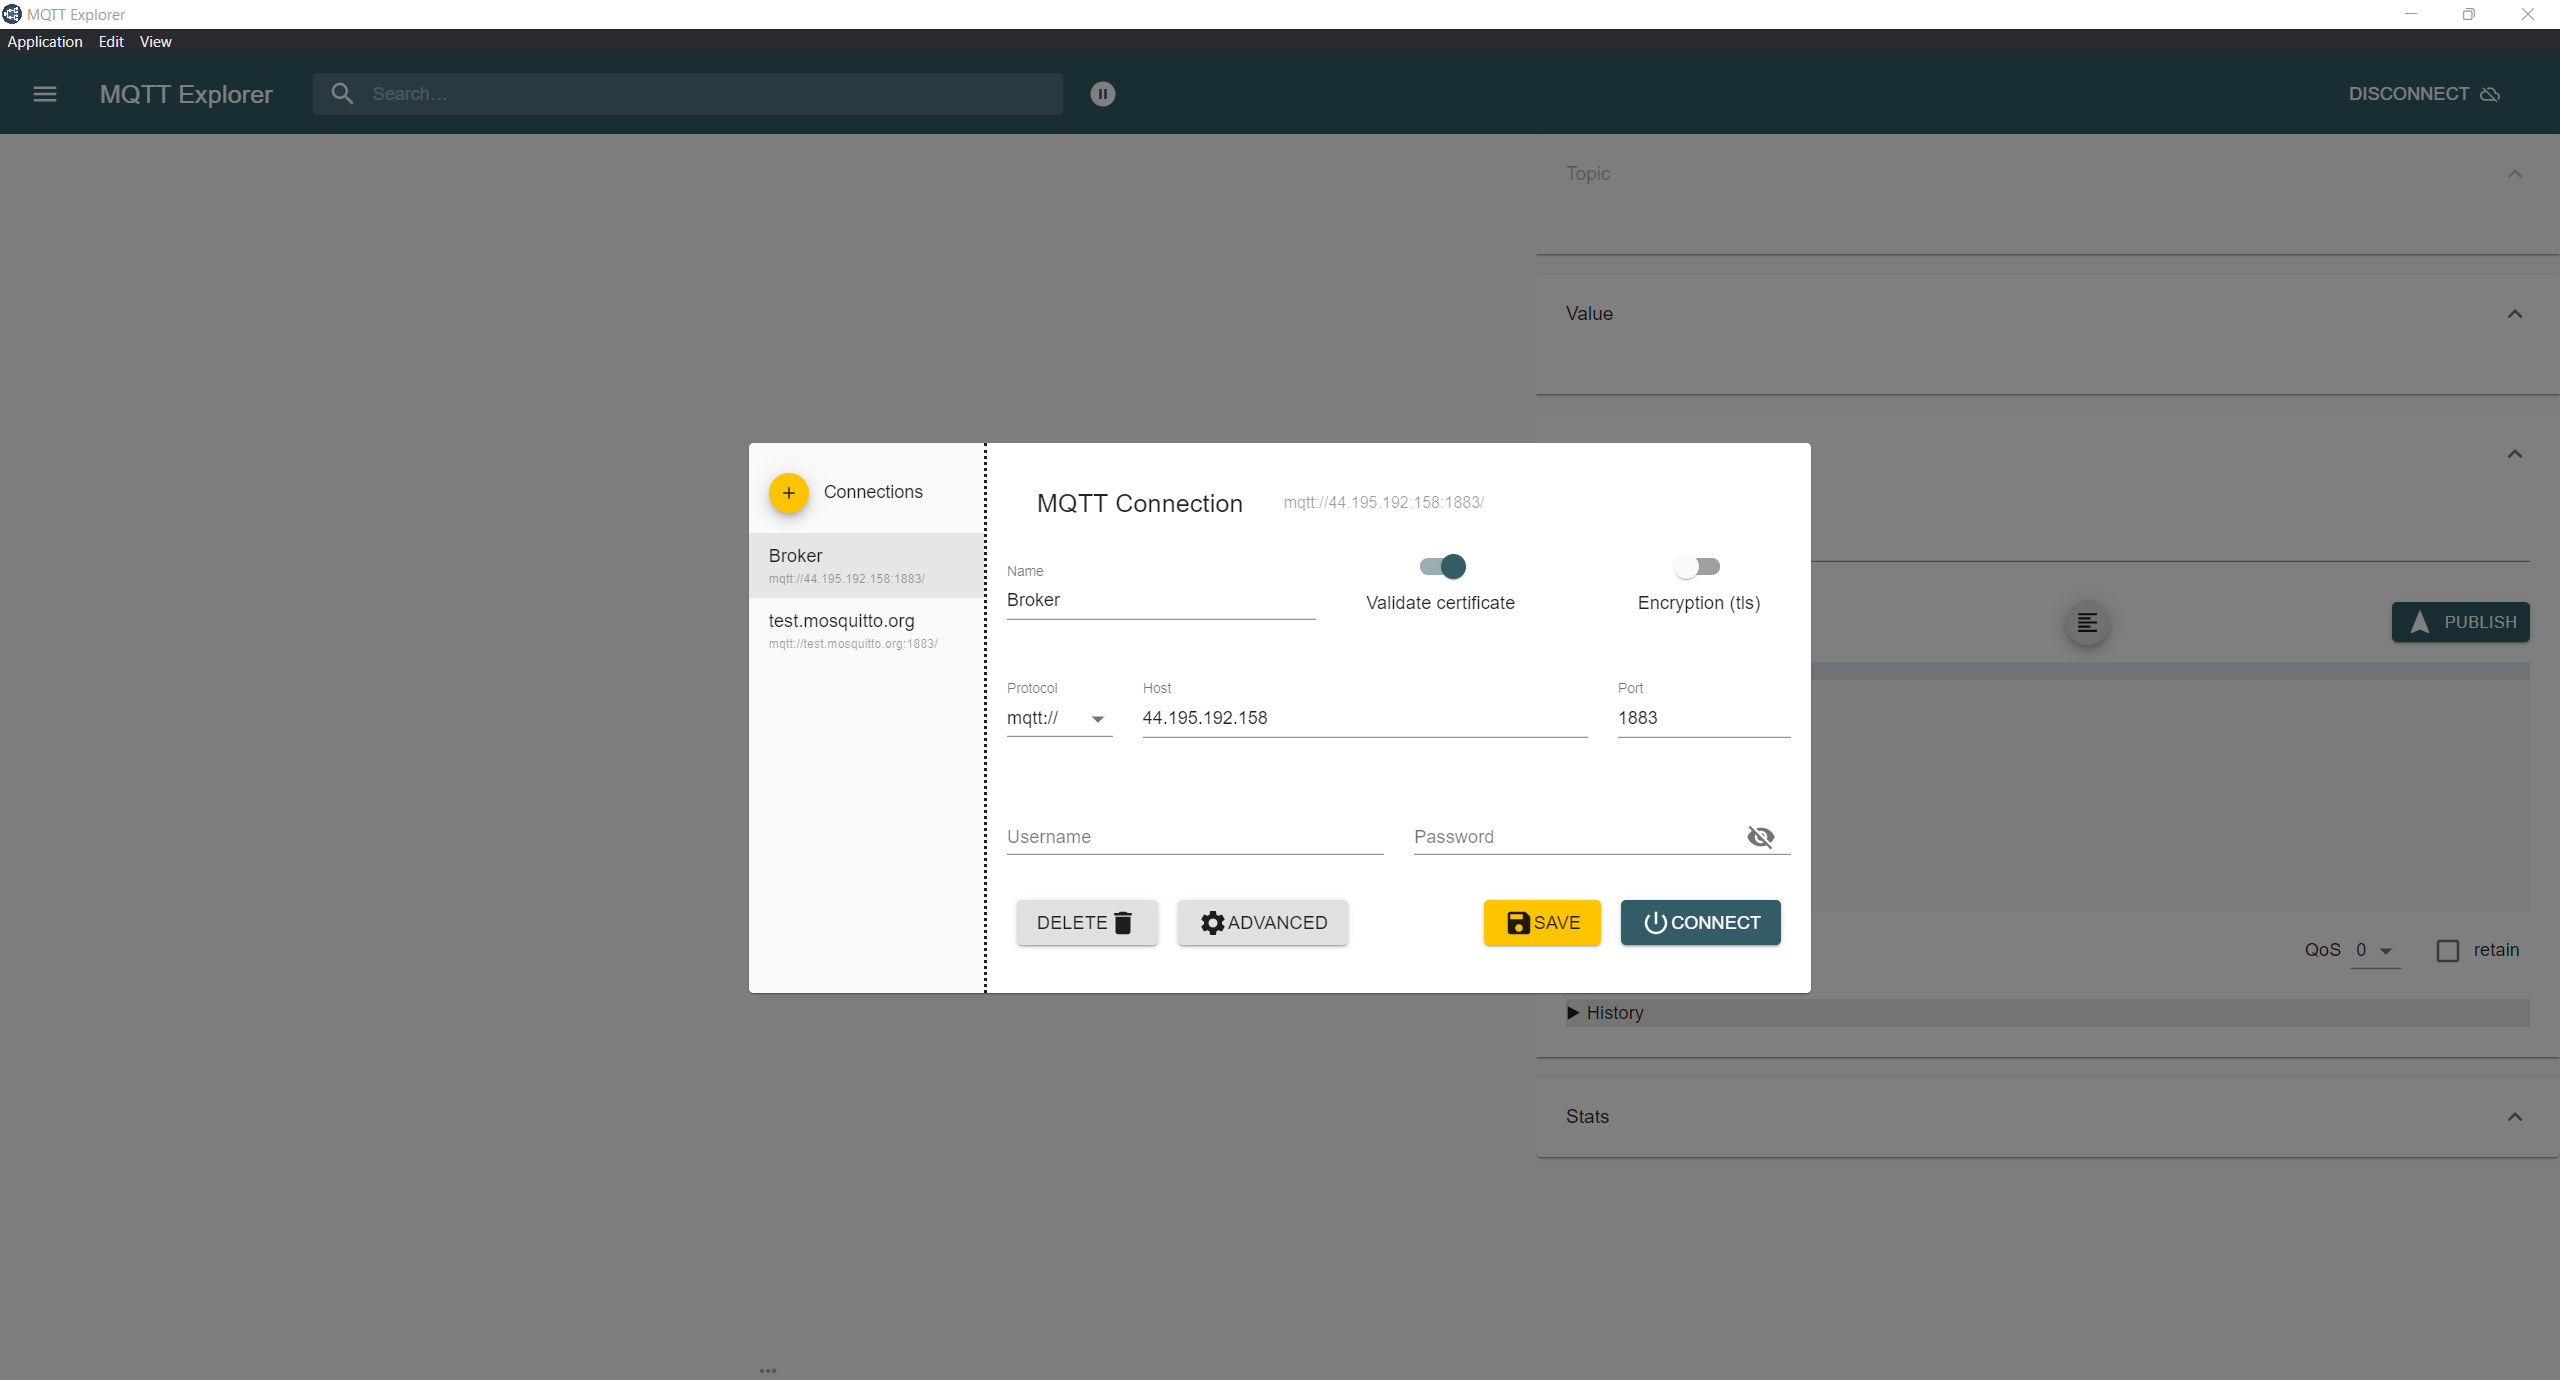 MQTT Explorer
Application Edit View
MQTT Explorer
Search...
DISCONNECT
Topic
Value
Connections
Broker
mqtt://44.195.192.158:1883/
test.mosquitto.org
mqtt://test.mosquitto.org:1883/
MQTT Connection mqtt://44.195.192.158:1883/
Name
Broker
Validate certificate
Encryption (tls)
Protocol
mqtt://
Host
44.195.192.158
Port
1883
Username
Password
DELETE
ADVANCED
SAVE
CONNECT
PUBLISH
QoS 0
retain
History
Stats